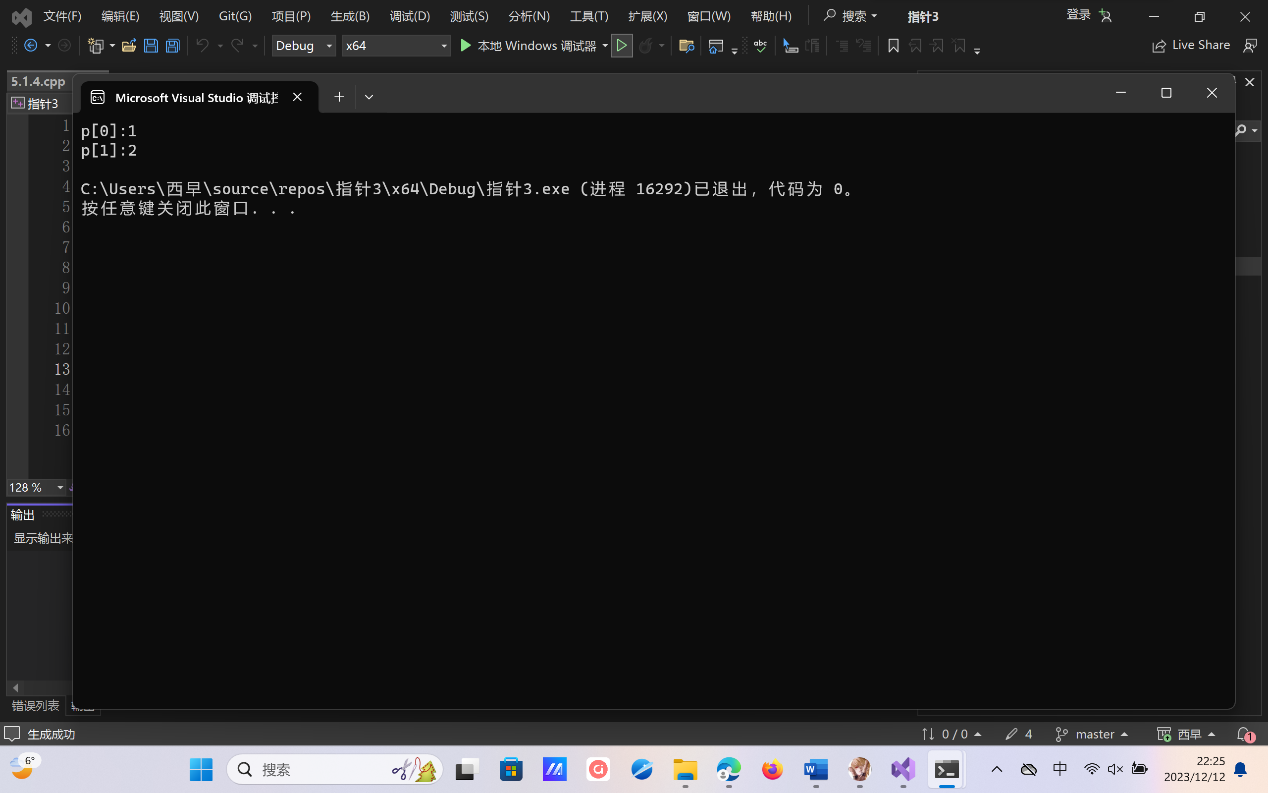 文件(F) 编辑(E) 视图(V) Git(G) 项目(P) 生成(B) 调试(D) 测试(S) 分析(N) 工具(T) 扩展(X) 窗口(W) 帮助(H) 搜索 指针3 登录
Debug x64 本地 Windows 调试器 Live Share
5.1.4.cpp
Microsoft Visual Studio 调试
指针3
1
2
3
4
5
6
7
8
9
10
11
12
13
14
15
16
p[0]:1
p[1]:2
C:\Users\西早\source\repos\指针3\x64\Debug\指针3.exe (进程 16292)已退出，代码为 0。
按任意键关闭此窗口. . .
128 %
输出
显示输出来
错误列表
生成成功 0 / 0 4 master 西早 1
6°
搜索
中
22:25
2023/12/12